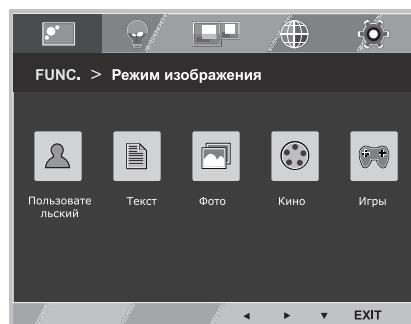 FUNC. > Режим изображения
Пользовате
льский
Текст
Фото
Кино
Игры
EXIT